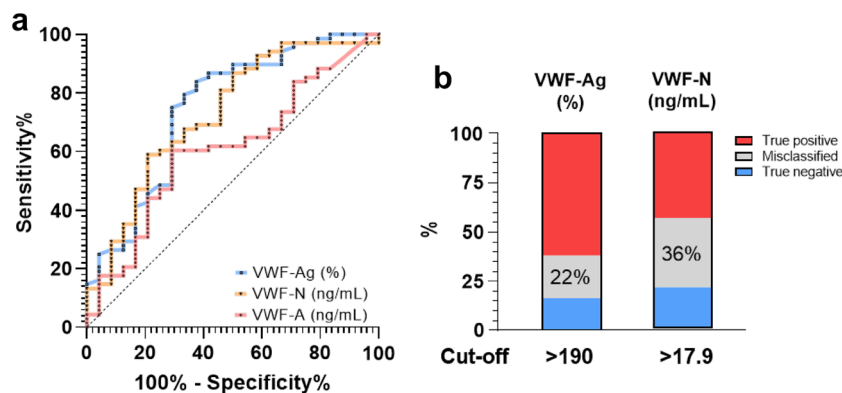 a
Sensitivity%
100
80
60
40
20
0
0 20 40 60 80 100
100% - Specificity%
VWF-Ag (%)
VWF-N (ng/mL)
VWF-A (ng/mL)
b
VWF-Ag VWF-N
(%) (ng/mL)
%
100
75
50
25
0
22%
36%
True positive
Misclassified
True negative
Cut-off >190 >17.9